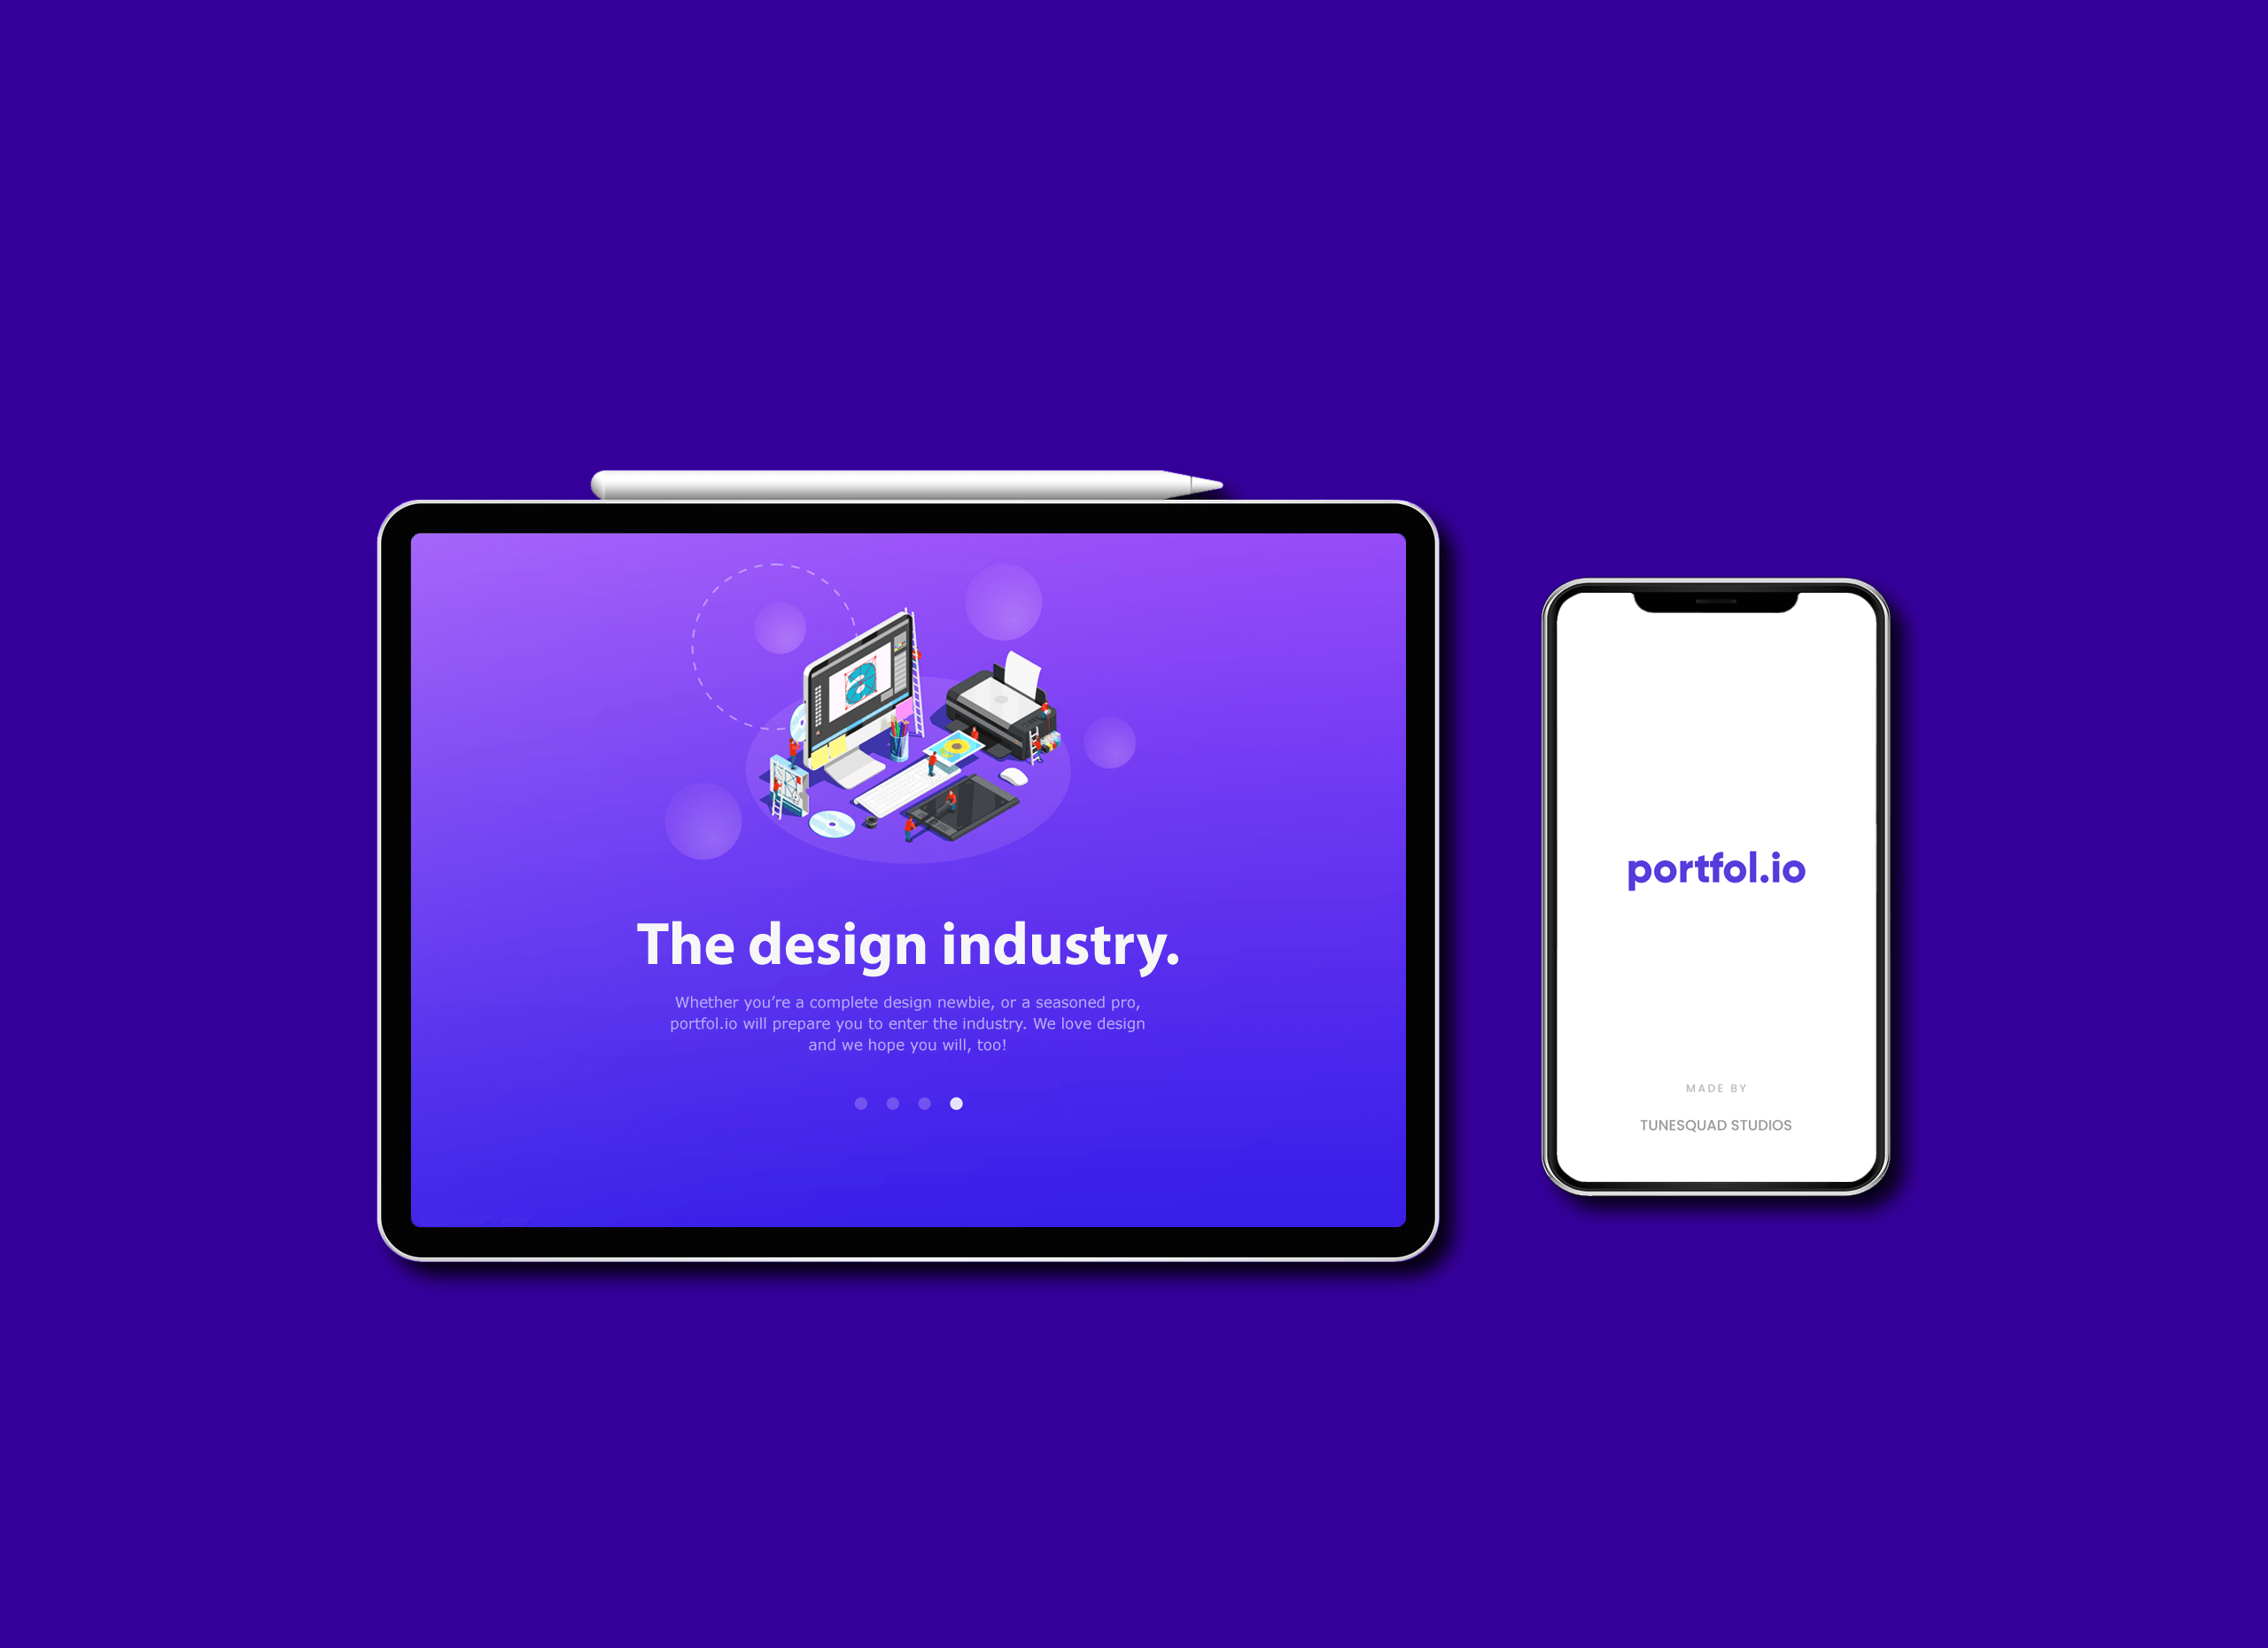 a
The design industry.
Whether you’re a complete design newbie, or a seasoned pro,
portfol.io will prepare you to enter the industry. We love design
and we hope you will, too!
portfol.io
MADE BY
TUNESQUAD STUDIOS